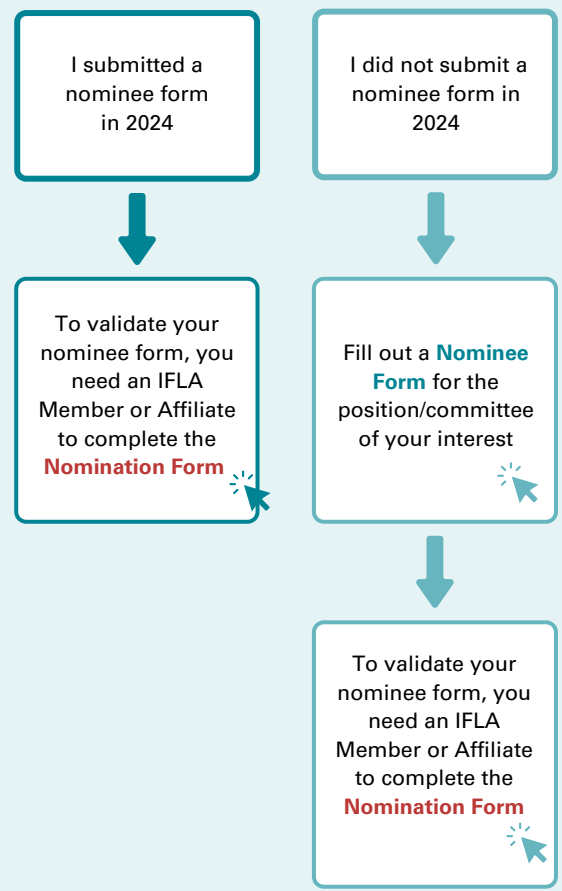 I submitted a
nominee form
in 2024
To validate your
nominee form, you
need an IFLA
Member or Affiliate
to complete the
Nomination Form
I did not submit a
nominee form in
2024
Fill out a Nominee
Form for the
position/committee
of your interest
To validate your
nominee form, you
need an IFLA
Member or Affiliate
to complete the
Nomination Form